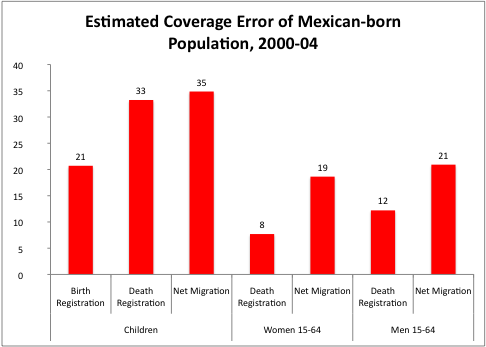 Estimated Coverage Error of Mexican-born
Population, 2000-04
40
35
30
25
20
15
10
5
0
21
33
35
8
19
12
21
Birth
Registration
Death
Registration
Net Migration
Death
Registration
Net Migration
Death
Registration
Net Migration
Children
Women 15-64
Men 15-64